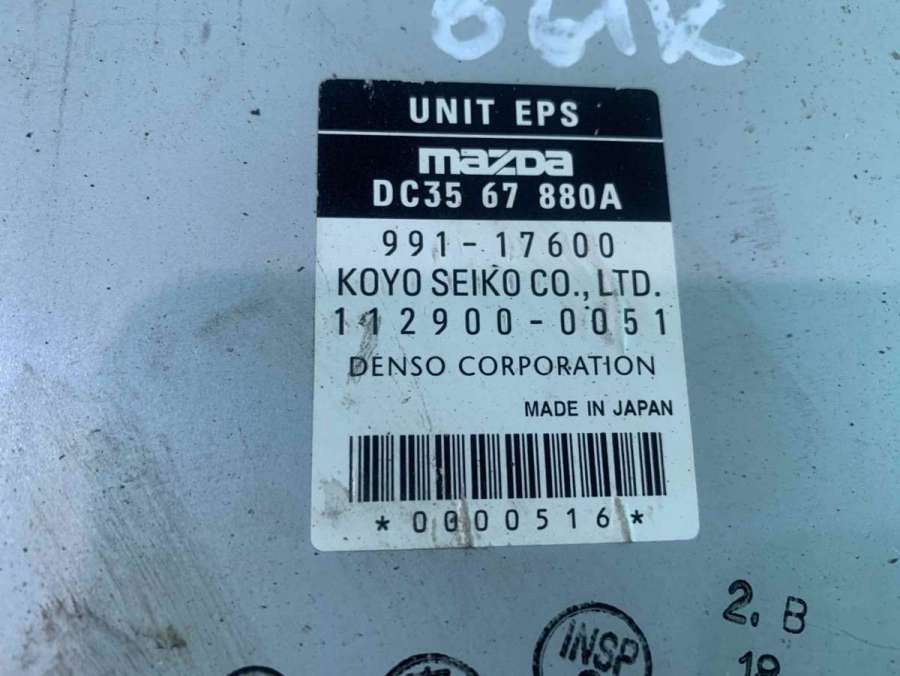 UNIT EPS
mazda
DC35 67 880A
991-17600
KOYO SEIKO CO., LTD.
112900-0051
DENSO CORPORATION
MADE IN JAPAN
*0000516*
2. B
INSP